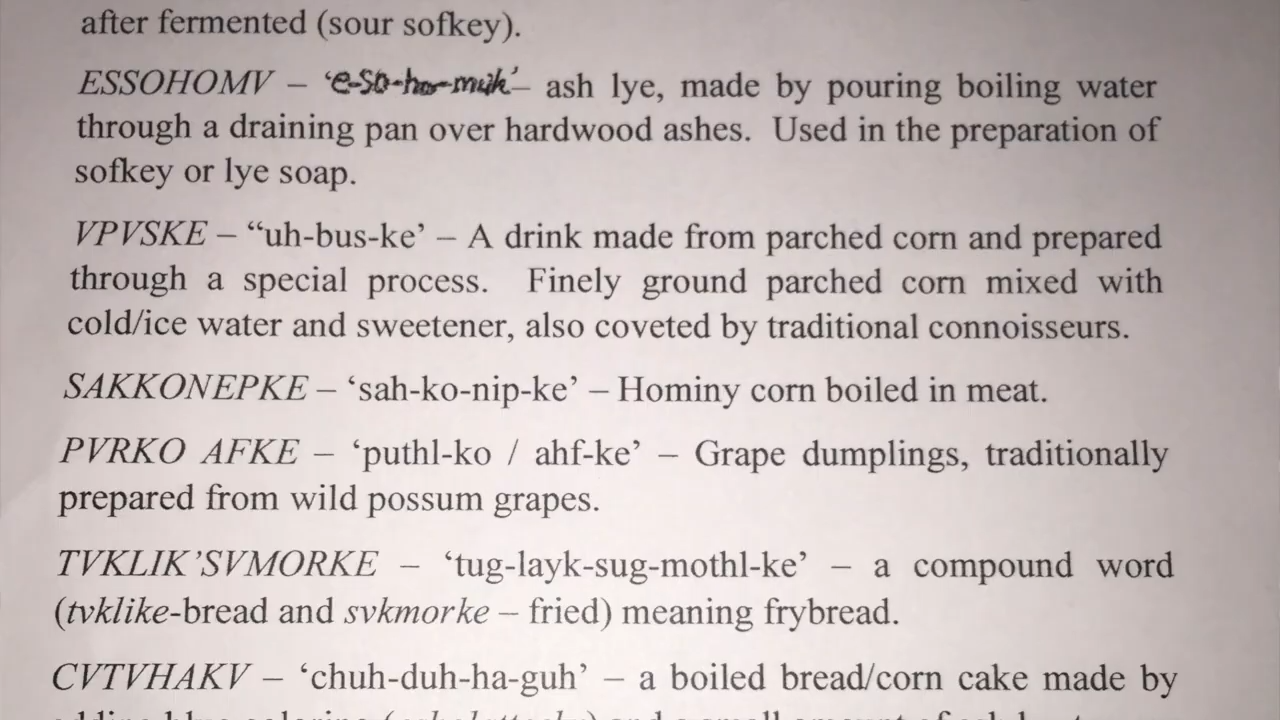 after fermented (sour sofkey).
ESSOHOMV – ‘e-so-ho-muh’– ash lye, made by pouring boiling water
through a draining pan over hardwood ashes. Used in the preparation of
sofkey or lye soap.
VPVSKE – “uh-bus-ke’ – A drink made from parched corn and prepared
through a special process. Finely ground parched corn mixed with
cold/ice water and sweetener, also coveted by traditional connoisseurs.
SAKKONEPKE – ‘sah-ko-nip-ke’ – Hominy corn boiled in meat.
PVRKO AFKE – ‘puthl-ko / ahf-ke’ – Grape dumplings, traditionally
prepared from wild possum grapes.
TVKLIK’SVMORKE – ‘tug-layk-sug-mothl-ke’ – a compound word
(tvklike-bread and svkmorke – fried) meaning frybread.
CVTVHAKV – ‘chuh-duh-ha-guh’ – a boiled bread/corn cake made by